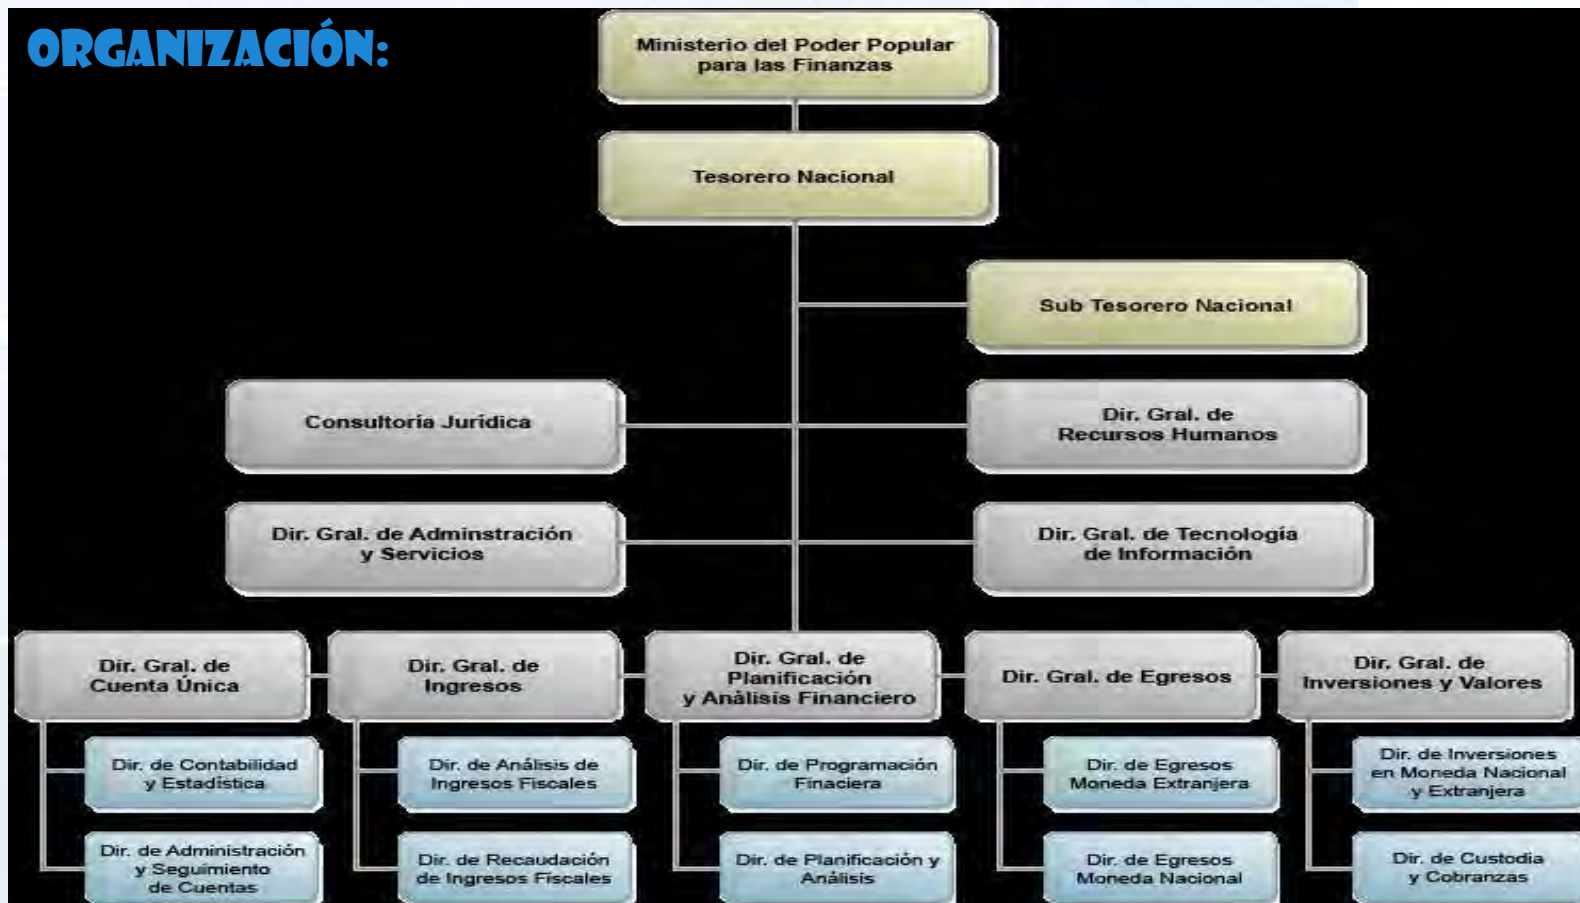 ORGANIZACIÓN:
Ministerio del Poder Popular
para las Finanzas
Tesorero Nacional
Sub Tesorero Nacional
Consultoría Jurídica
Dir. Gral. de
Recursos Humanos
Dir. Gral. de Adminstración
y Servicios
Dir. Gral. de Tecnología
de Información
Dir. Gral. de
Cuenta Única
Dir. Gral. de
Ingresos
Dir. Gral. de
Planificación
y Análisis Financiero
Dir. Gral. de Egresos
Dir. Gral. de
Inversiones y Valores
Dir. de Contabilidad
y Estadística
Dir. de Análisis de
Ingresos Fiscales
Dir. de Programación
Finaciera
Dir. de Egresos
Moneda Extranjera
Dir. de Inversiones
en Moneda Nacional
y Extranjera
Dir. de Administración
y Seguimiento
de Cuentas
Dir. de Recaudación
de Ingresos Fiscales
Dir. de Planificación y
Análisis
Dir. de Egresos
Moneda Nacional
Dir. de Custodia
y Cobranzas